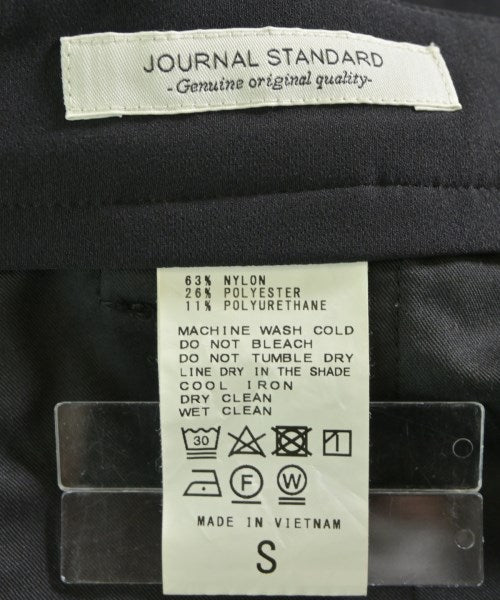 JOURNAL STANDARD
- Genuine original quality-
63% NYLON
26% POLYESTER
11% POLYURETHANE
MACHINE WASH COLD
DO NOT BLEACH
DO NOT TUMBLE DRY
LINE DRY IN THE SHADE
COOL IRON
DRY CLEAN
WET CLEAN
30
F W
MADE IN VIETNAM
S